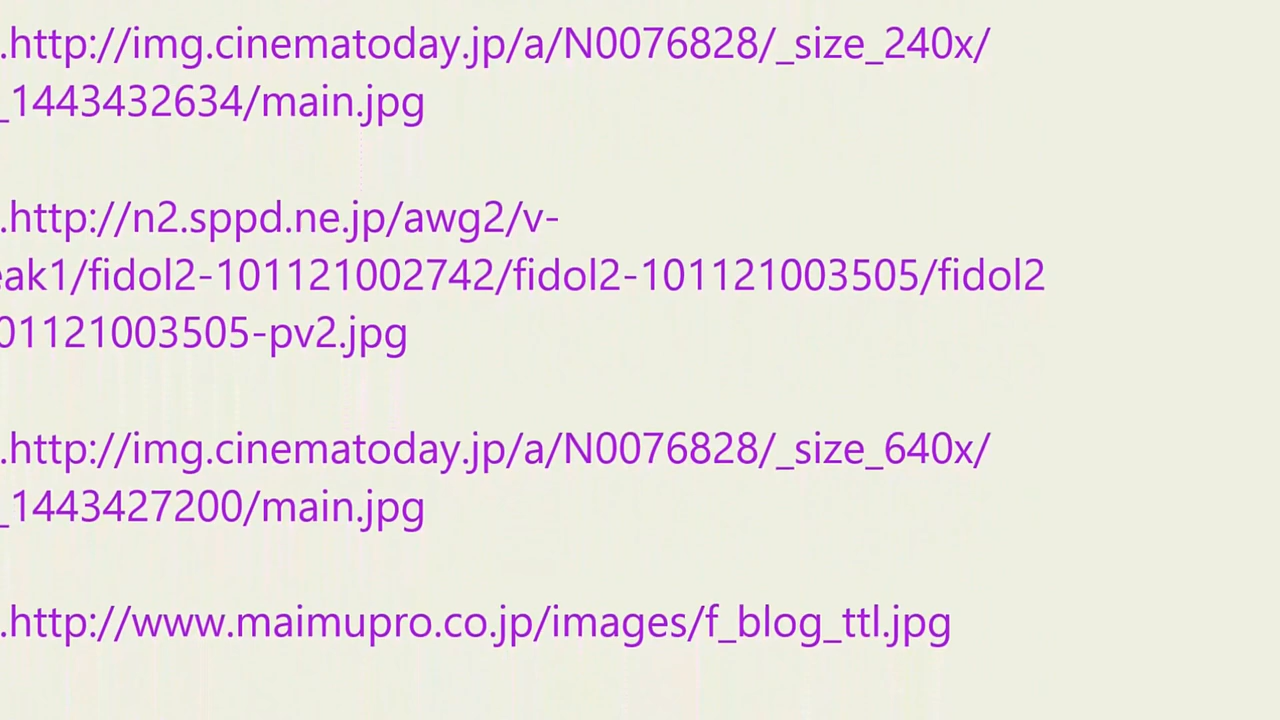 .http://img.cinematoday.jp/a/N0076828/_size_240x/
_1443432634/main.jpg
.http://n2.sppd.ne.jp/awg2/v-
eak1/fidol2-101121002742/fidol2-101121003505/fidol2
01121003505-pv2.jpg
.http://img.cinematoday.jp/a/N0076828/_size_640x/
_1443427200/main.jpg
.http://www.maimupro.co.jp/images/f_blog_ttl.jpg